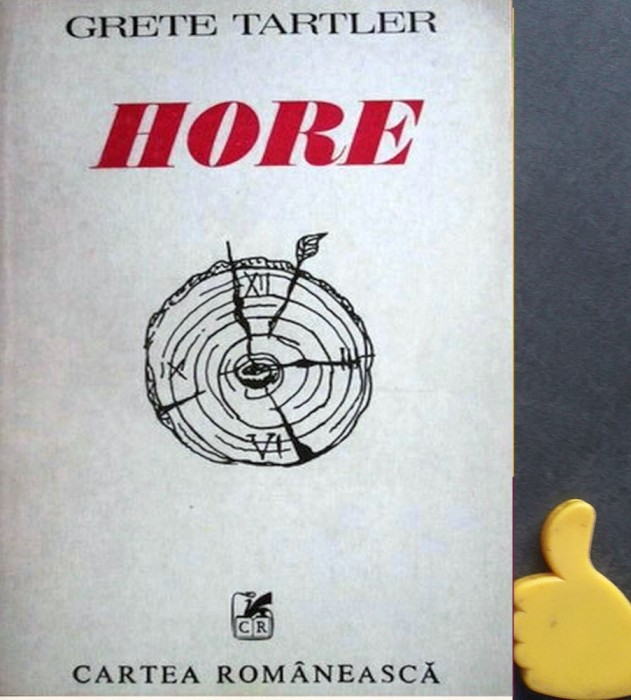 GRETE TARTLER
HORE
XII
IX III
VI
CR
CARTEA ROMÂNEASCĂ